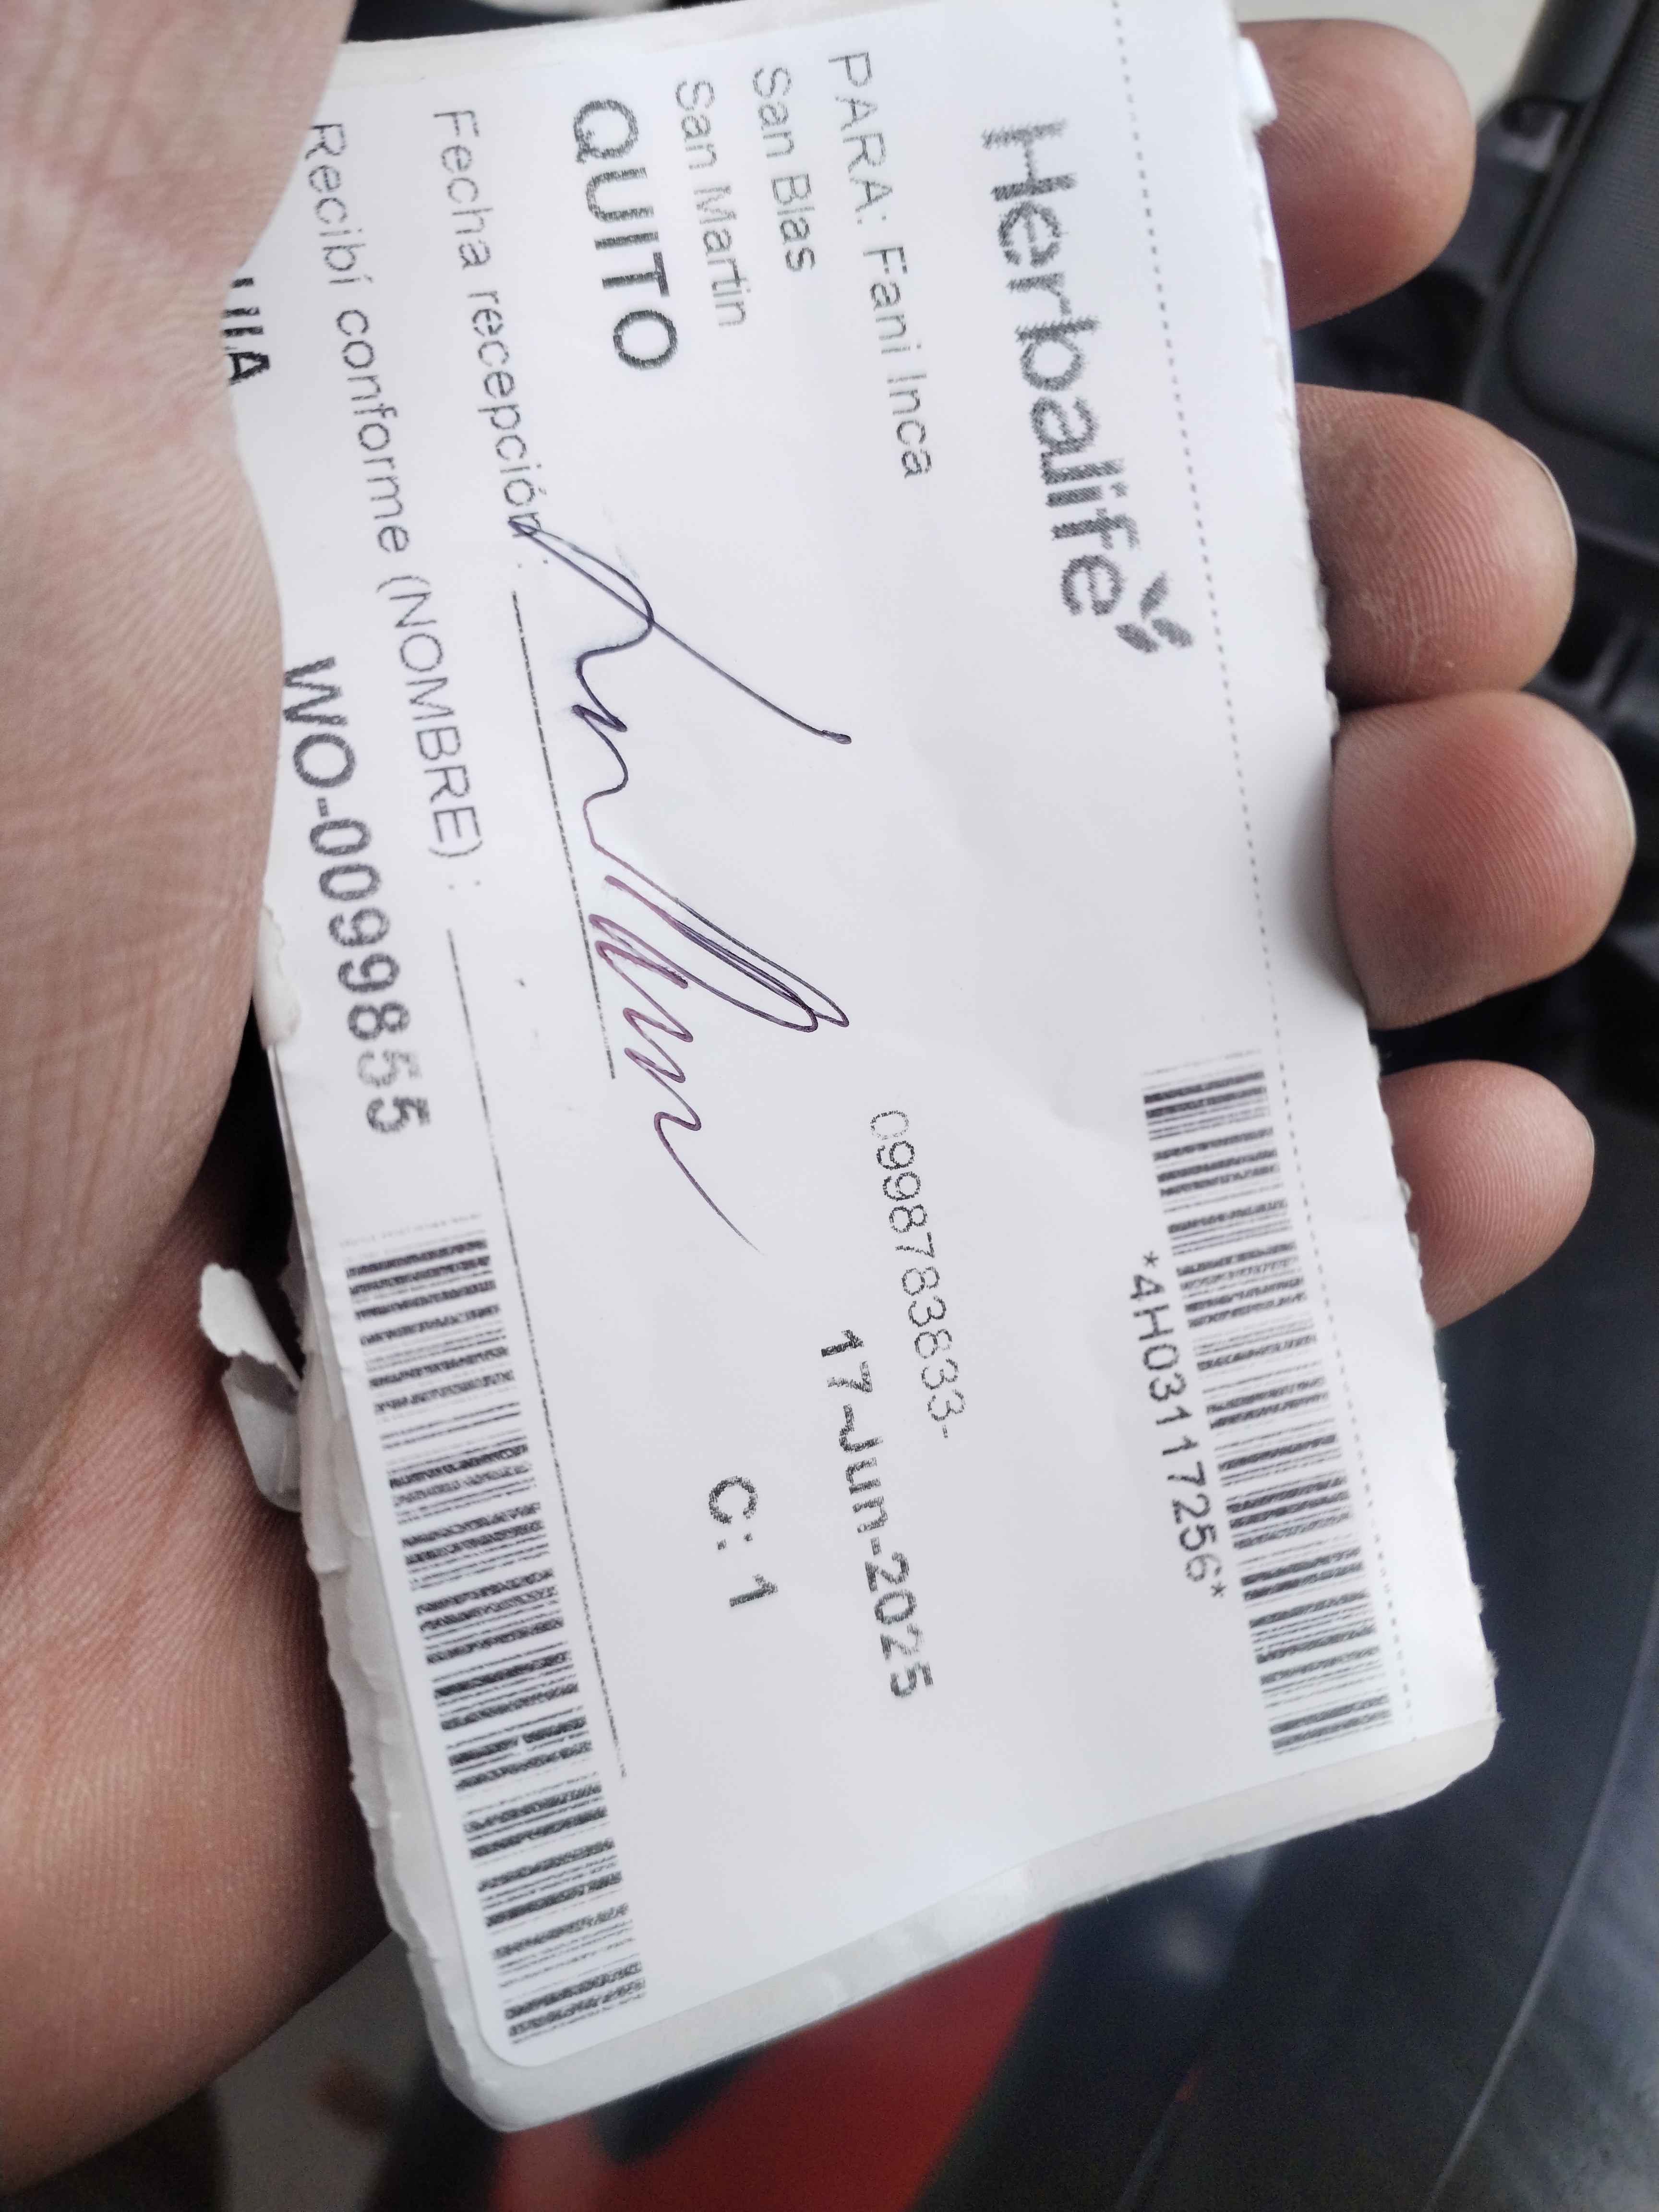 Herbalife
*4H03117256*
PARA: Fani Inca
0998783833-
San Blas
17-Jun-2025
San Martin
QUITO
C: 1
Fecha recepción:
Recibí conforme (NOMBRE) :
WO-0099855